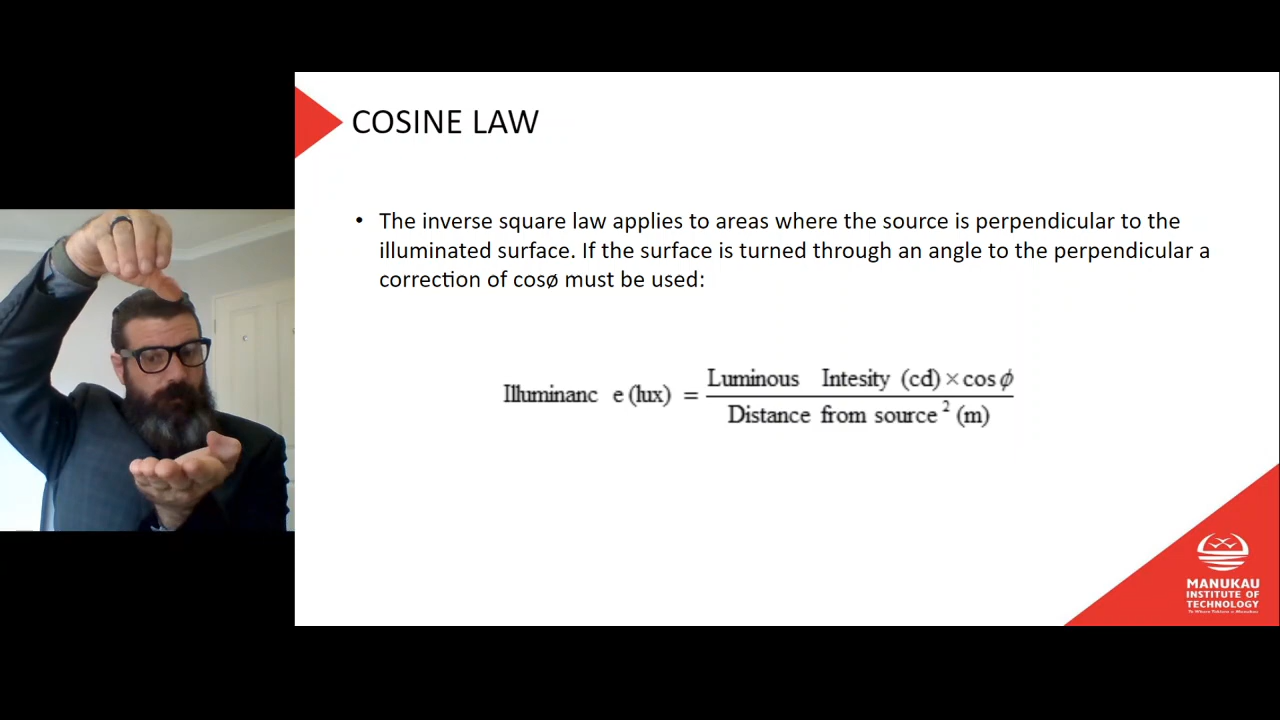 COSINE LAW
• The inverse square law applies to areas where the source is perpendicular to the
illuminated surface. If the surface is turned through an angle to the perpendicular a
correction of cosø must be used:
Illuminanc e (lux) = Luminous Intesity (cd) × cos ϕ
Distance from source ² (m)
MANUKAU
INSTITUTE OF
TECHNOLOGY